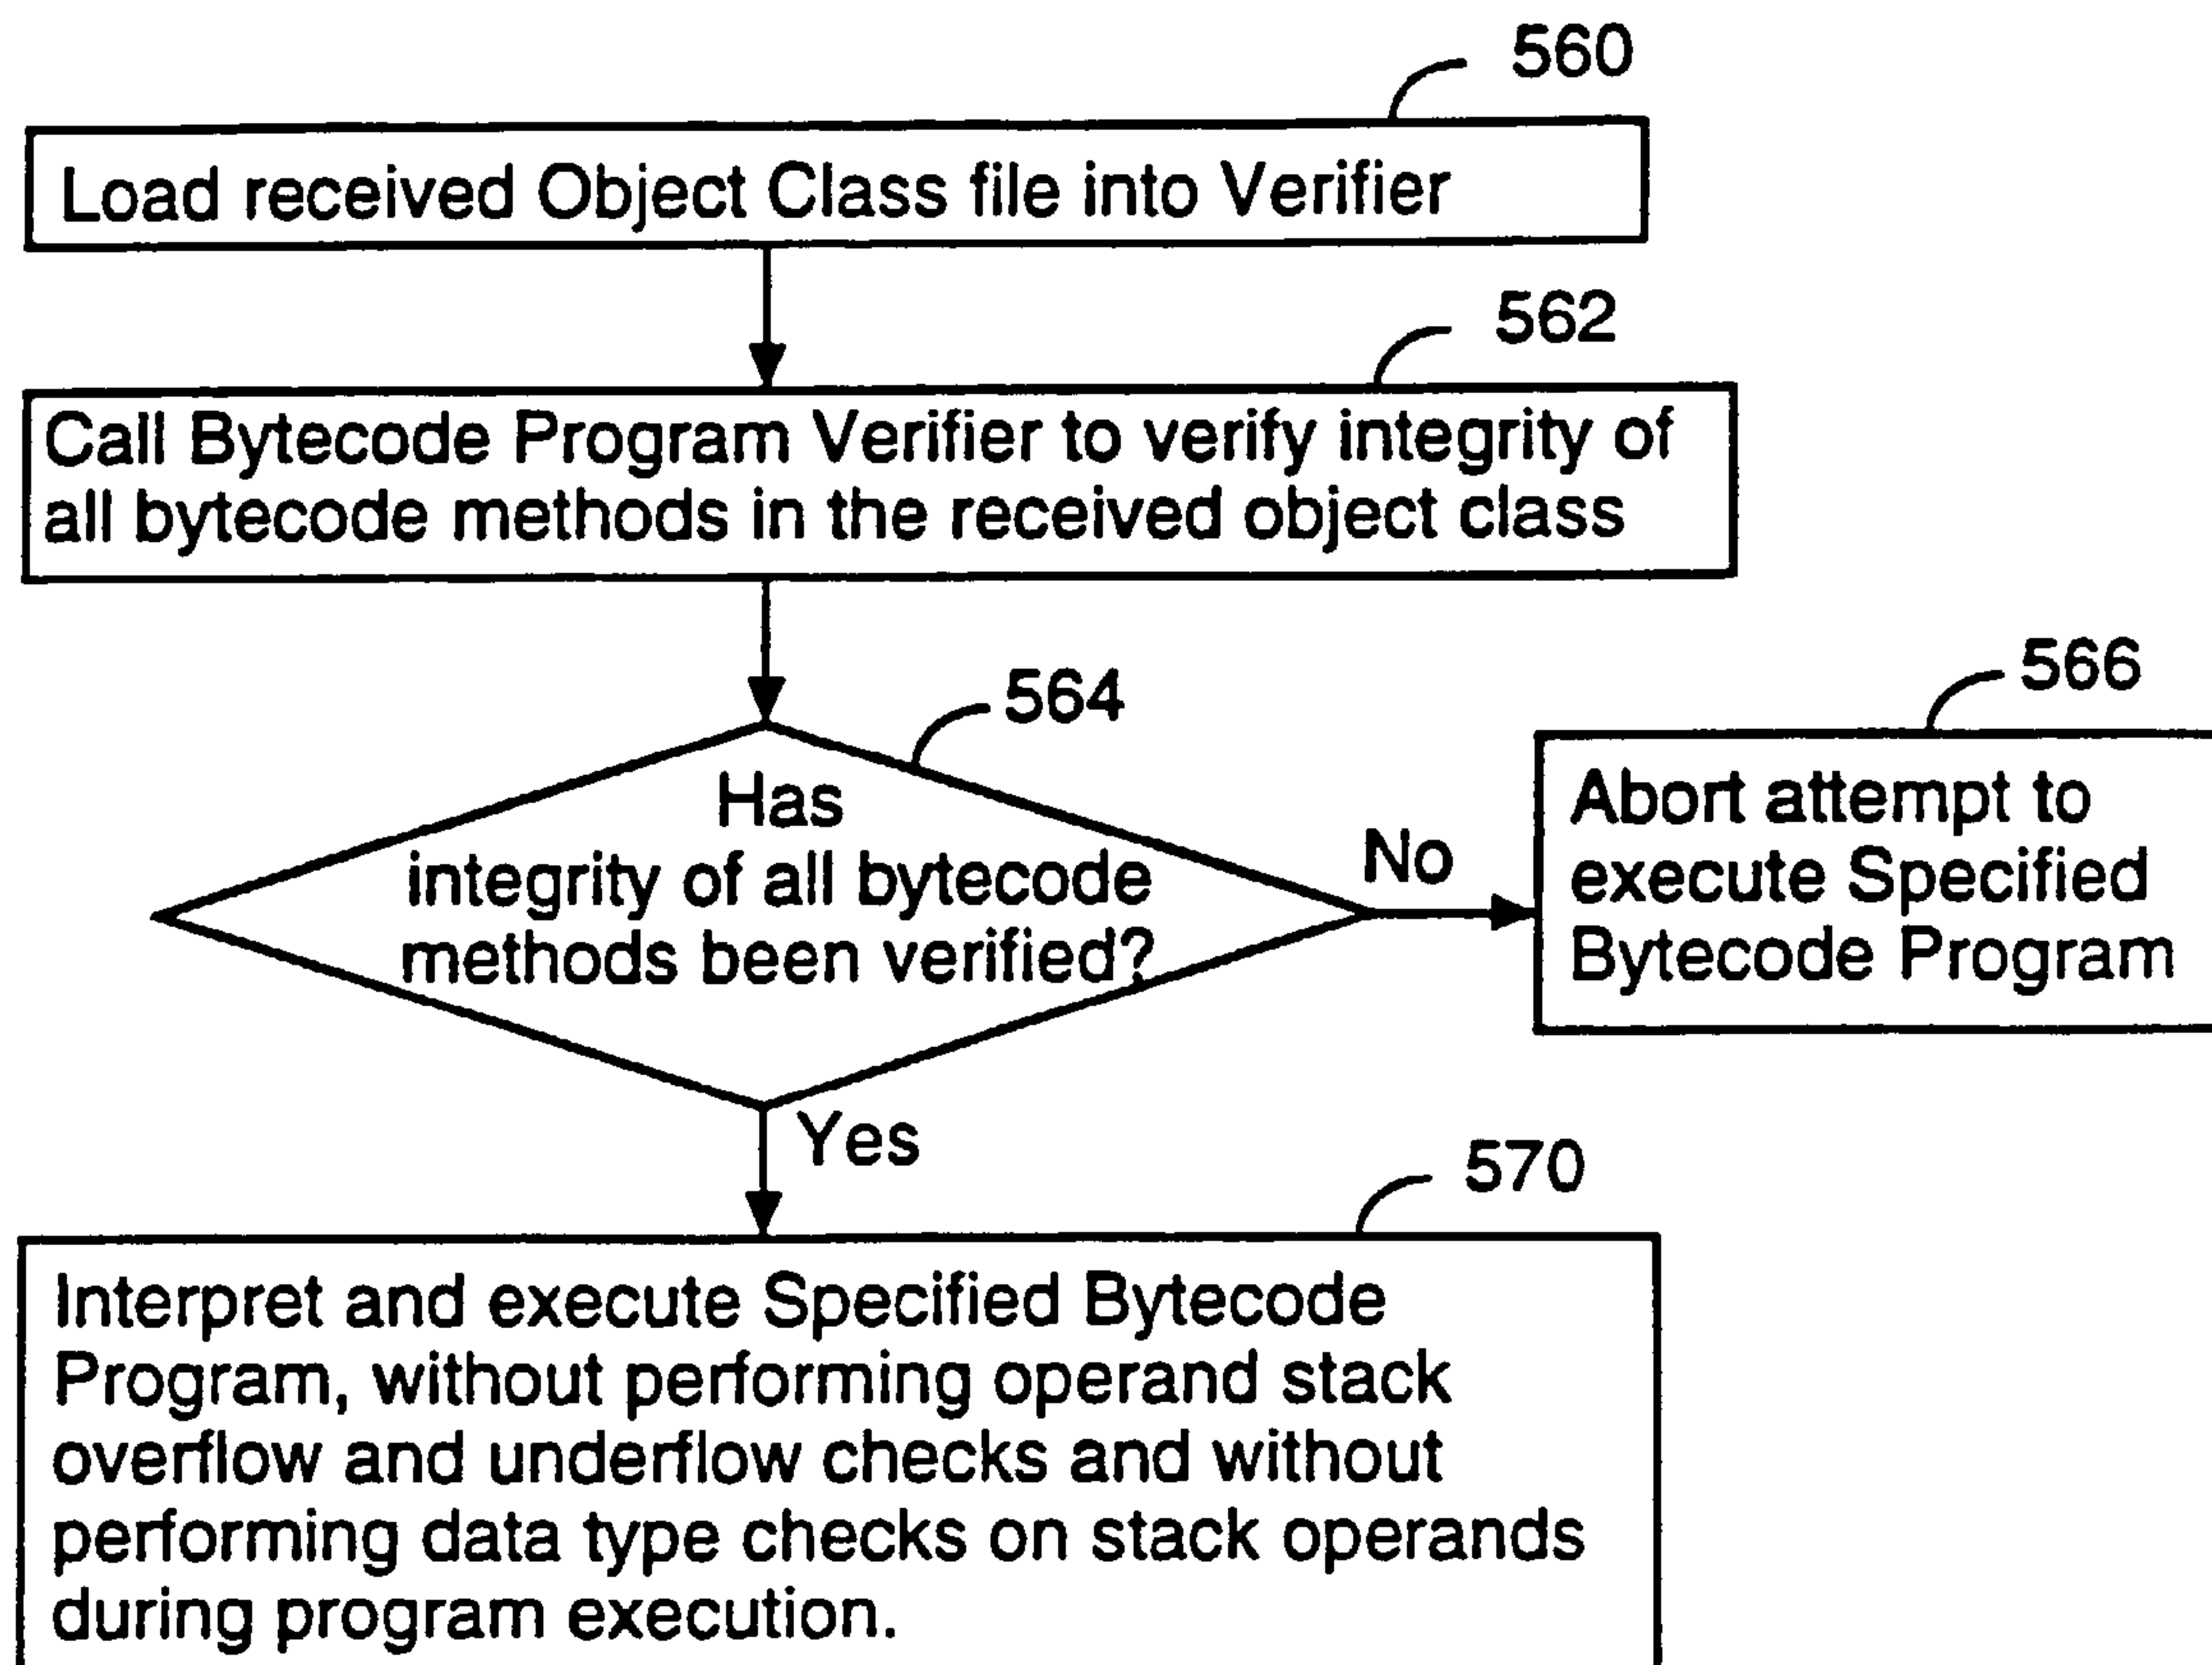 560
Load received Object Class file into Verifier
562
Call Bytecode Program Verifier to verify integrity of
all bytecode methods in the received object class
564
566
Has
integrity of all bytecode
methods been verified?
No
Abort attempt to
execute Specified
Bytecode Program
Yes
570
Interpret and execute Specified Bytecode
Program, without performing operand stack
overflow and underflow checks and without
performing data type checks on stack operands
during program execution.